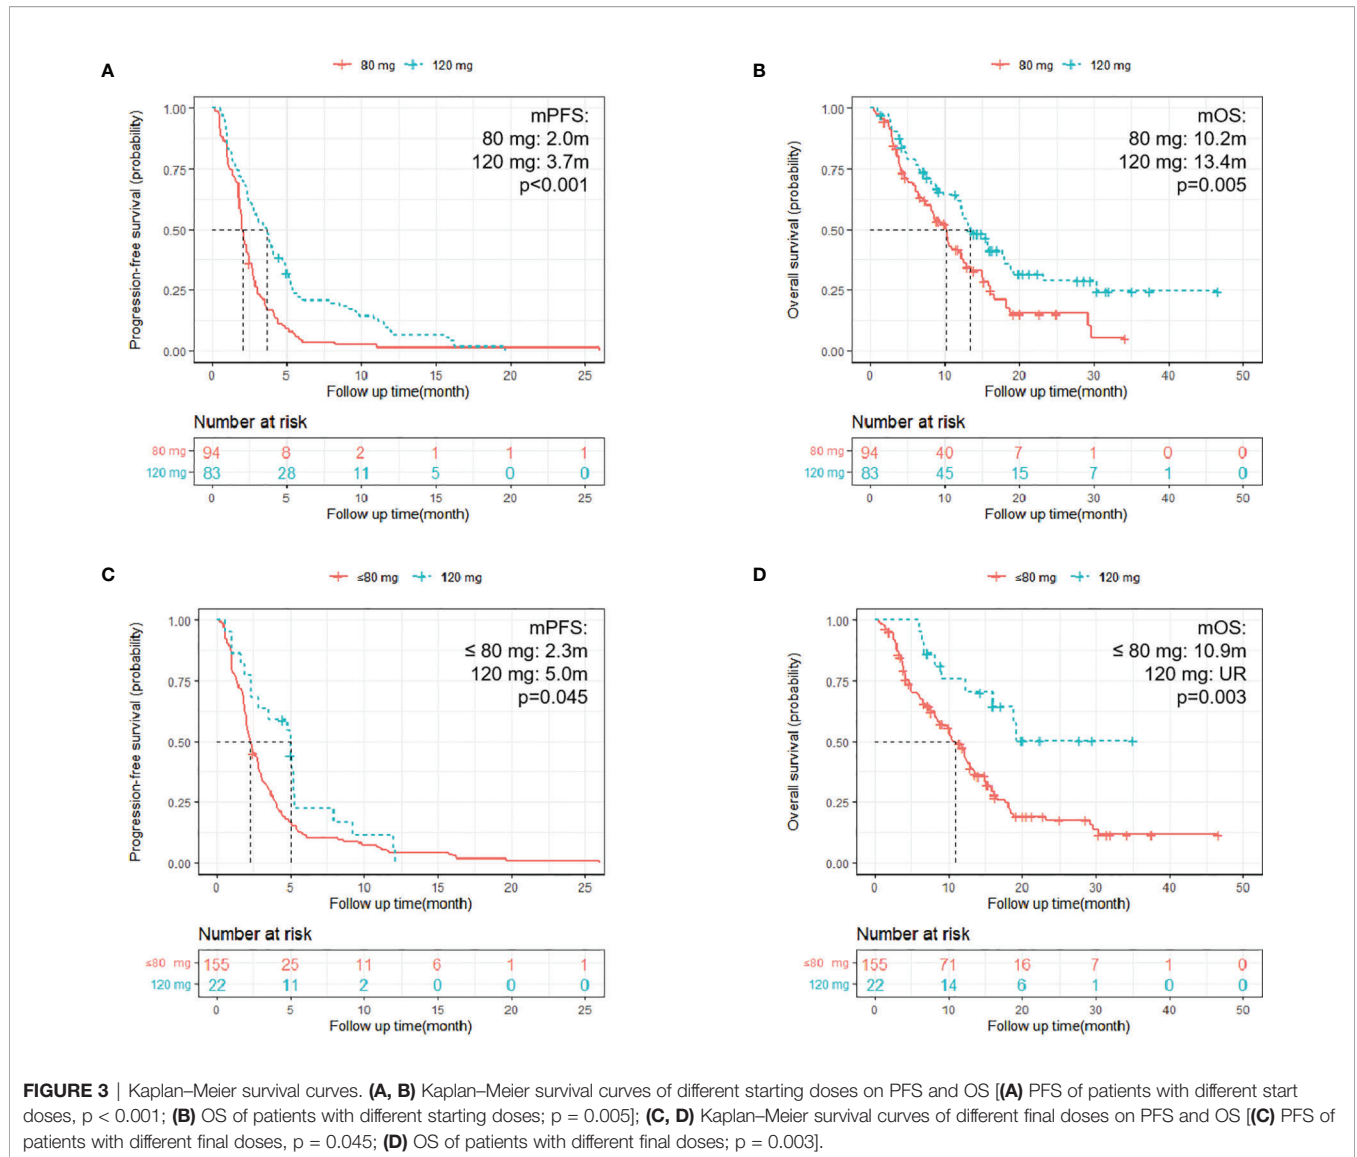 A
80 mg 120 mg
Progression-free survival (probability)
1.00
0.75
0.50
0.25
0.00
mPFS:
80 mg: 2.0m
120 mg: 3.7m
p<0.001
0 5 10 15 20 25
Follow up time(month)
Number at risk
80 mg 94 8 2 1 1 1
120 mg 83 28 11 5 0 0
0 5 10 15 20 25
Follow up time(month)
B
80 mg 120 mg
Overall survival (probability)
1.00
0.75
0.50
0.25
0.00
mOS:
80 mg: 10.2m
120 mg: 13.4m
p=0.005
0 10 20 30 40 50
Follow up time(month)
Number at risk
80 mg 94 40 7 1 0 0
120 mg 83 45 15 7 1 0
0 10 20 30 40 50
Follow up time(month)
C
≤80 mg 120 mg
Progression-free survival (probability)
1.00
0.75
0.50
0.25
0.00
mPFS:
≤ 80 mg: 2.3m
120 mg: 5.0m
p=0.045
0 5 10 15 20 25
Follow up time(month)
Number at risk
≤80 mg 155 25 11 6 1 1
120 mg 22 11 2 0 0 0
0 5 10 15 20 25
Follow up time(month)
D
≤80 mg 120 mg
Overall survival (probability)
1.00
0.75
0.50
0.25
0.00
mOS:
≤ 80 mg: 10.9m
120 mg: UR
p=0.003
0 10 20 30 40 50
Follow up time(month)
Number at risk
≤80 mg 155 71 16 7 1 0
120 mg 22 14 6 1 0 0
0 10 20 30 40 50
Follow up time(month)
FIGURE 3 | Kaplan–Meier survival curves. (A, B) Kaplan–Meier survival curves of different starting doses on PFS and OS [(A) PFS of patients with different start
doses, p < 0.001; (B) OS of patients with different starting doses; p = 0.005]; (C, D) Kaplan–Meier survival curves of different final doses on PFS and OS [(C) PFS of
patients with different final doses, p = 0.045; (D) OS of patients with different final doses; p = 0.003].